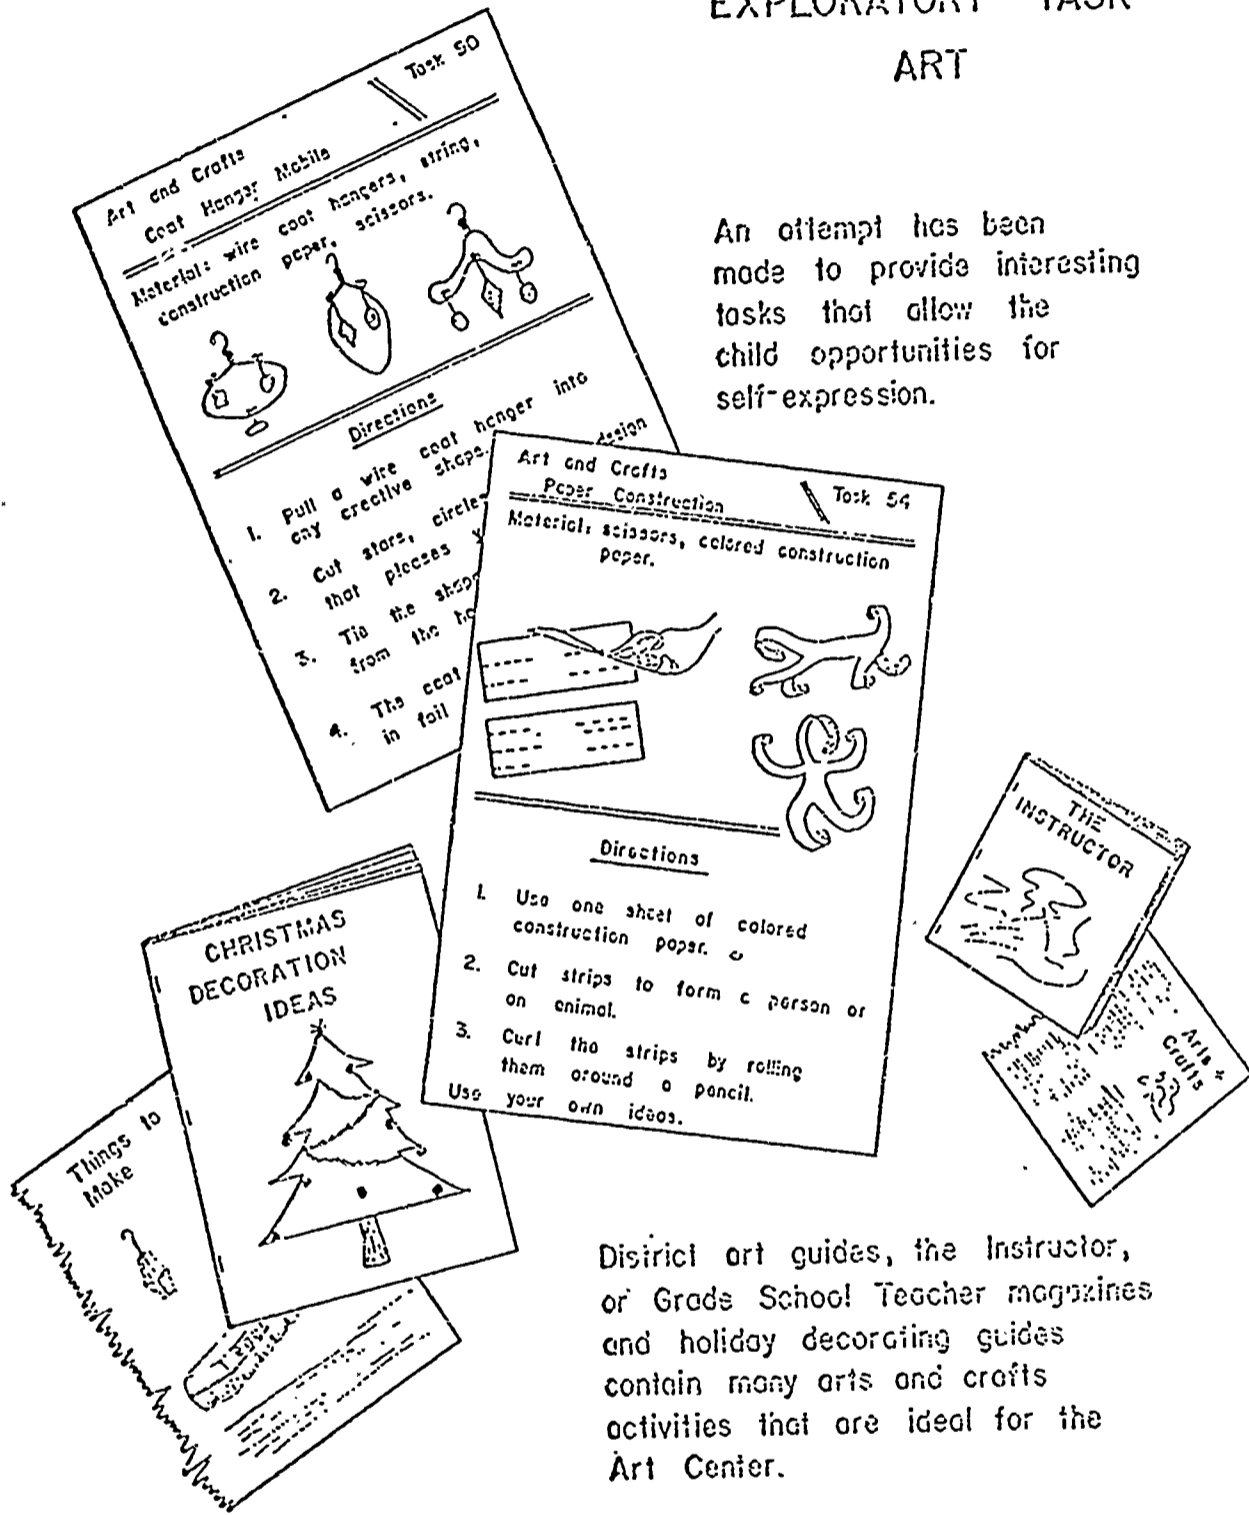 EXPLORATORY TASK
ART
An attempt has been
made to provide interesting
tasks that allow the
child opportunities for
self-expression.
Art and Crafts
Task 50
Coat Hanger Mobile
Material: wire coat hangers, string,
construction paper, scissors.
Directions
1. Pull a wire coat hanger into
any creative shape.
2. Cut stars, circles
design
that pleases
3. Tie the shape
from the
4. The coat
in foil
Art and Crafts
Task 54
Paper Construction
Material: scissors, colored construction
paper.
Directions
1. Use one sheet of colored
construction paper.
2. Cut strips to form a person or
an animal.
3. Curl the strips by rolling
them around a pencil.
Use your own ideas.
THE
INSTRUCTOR
Arts +
Crafts
CHRISTMAS
DECORATION
IDEAS
Things to
Make
District art guides, the Instructor,
or Grade School Teacher magazines
and holiday decorating guides
contain many arts and crafts
activities that are ideal for the
Art Center.